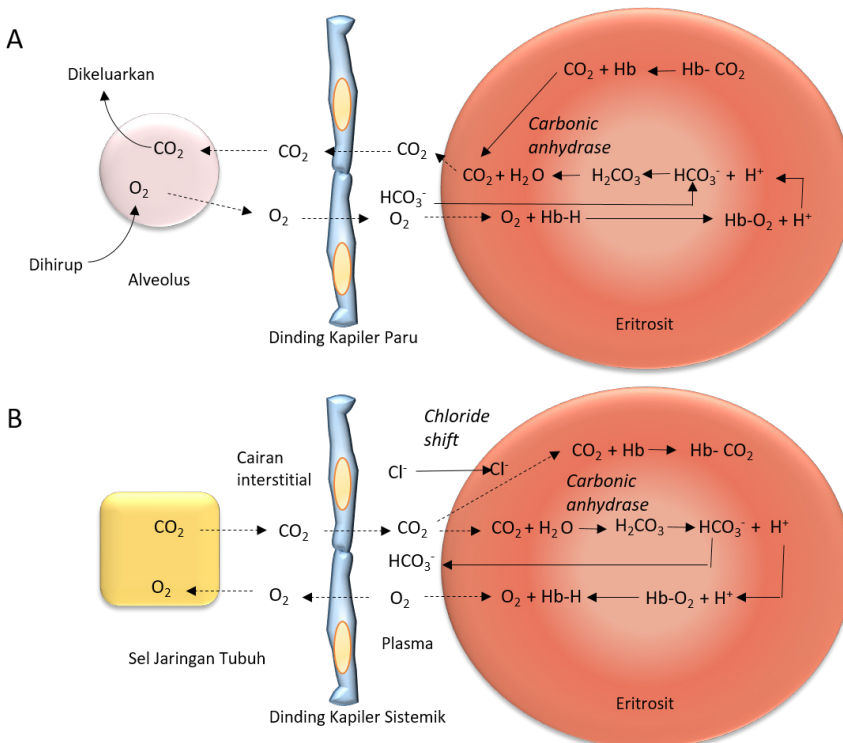 A
Dikeluarkan
CO₂ + Hb Hb- CO₂
Carbonic
anhydrase
CO₂ CO₂ CO₂ CO₂ + H₂O H₂CO₃ HCO₃⁻ + H⁺
O₂ HCO₃⁻
O₂ O₂ O₂ + Hb-H Hb-O₂ + H⁺
Dihirup
Alveolus
Dinding Kapiler Paru
Eritrosit
B
Chloride
shift
Cairan
interstitial
CO₂ + Hb Hb- CO₂
Cl⁻ Cl⁻
Carbonic
anhydrase
CO₂ CO₂ CO₂ CO₂ + H₂O H₂CO₃ HCO₃⁻ + H⁺
HCO₃⁻
O₂ O₂ O₂ O₂ + Hb-H Hb-O₂ + H⁺
Sel Jaringan Tubuh
Plasma
Dinding Kapiler Sistemik
Eritrosit